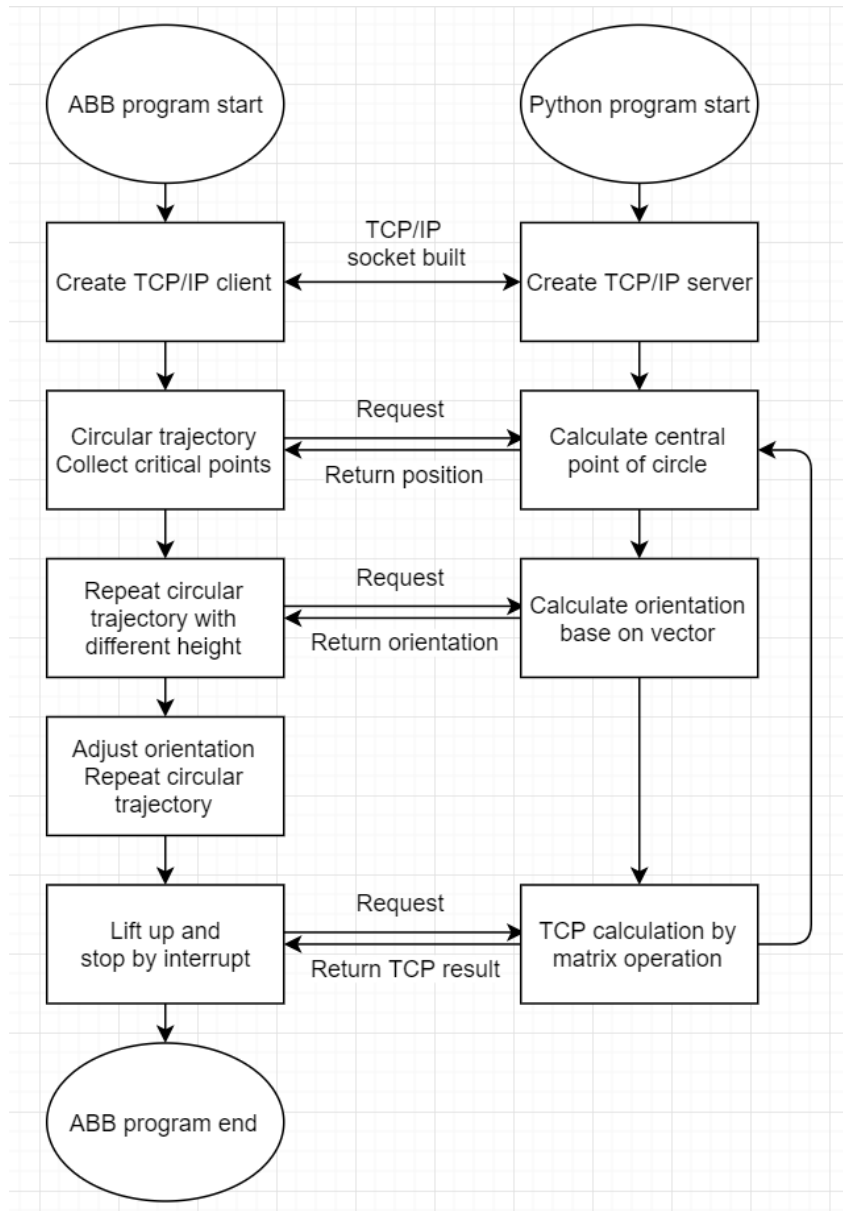 ABB program start
Python program start
TCP/IP
socket built
Create TCP/IP client
Create TCP/IP server
Circular trajectory
Collect critical points
Request
Return position
Calculate central
point of circle
Repeat circular
trajectory with
different height
Request
Return orientation
Calculate orientation
base on vector
Adjust orientation
Repeat circular
trajectory
Lift up and
stop by interrupt
Request
Return TCP result
TCP calculation by
matrix operation
ABB program end